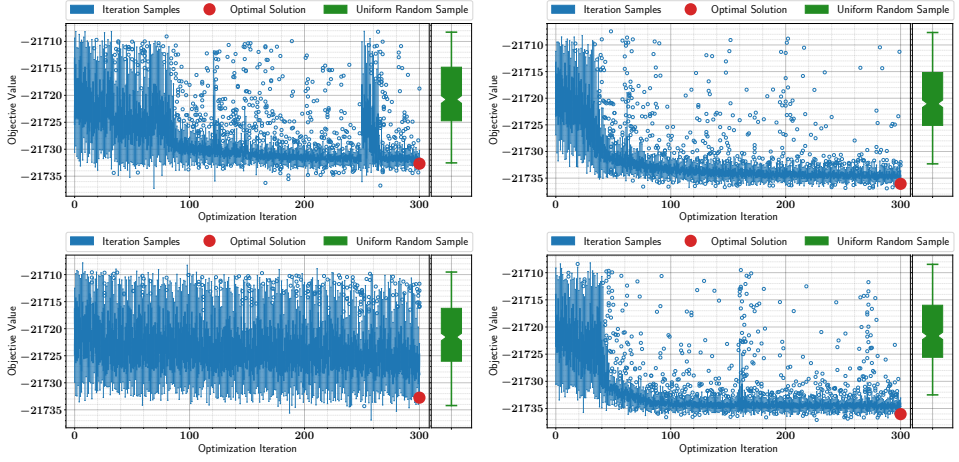 Iteration Samples Optimal Solution Uniform Random Sample
Objective Value
−21710
−21715
−21720
−21725
−21730
−21735
0 100 200 300
Optimization Iteration
Iteration Samples Optimal Solution Uniform Random Sample
Objective Value
−21710
−21715
−21720
−21725
−21730
−21735
0 100 200 300
Optimization Iteration
Iteration Samples Optimal Solution Uniform Random Sample
Objective Value
−21710
−21715
−21720
−21725
−21730
−21735
0 100 200 300
Optimization Iteration
Iteration Samples Optimal Solution Uniform Random Sample
Objective Value
−21710
−21715
−21720
−21725
−21730
−21735
0 100 200 300
Optimization Iteration